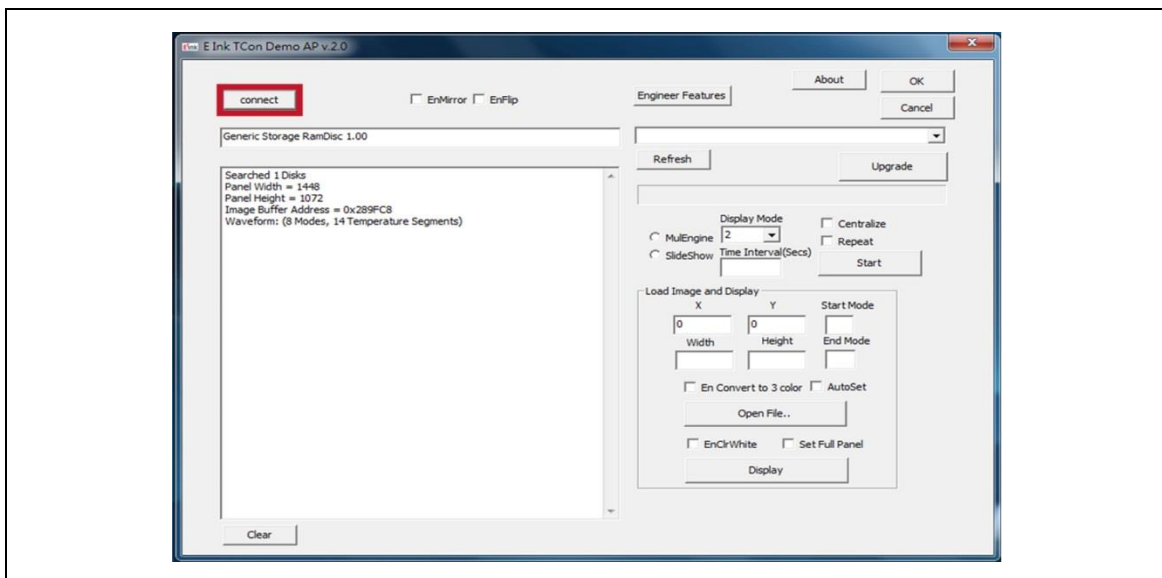 E Ink TCon Demo AP v.2.0
connect
EnMirror EnFlip
Engineer Features
About
OK
Cancel
Generic Storage RamDisc 1.00
Refresh
Upgrade
Searched 1 Disks
Panel Width = 1448
Panel Height = 1072
Image Buffer Address = 0x289FC8
Waveform: (8 Modes, 14 Temperature Segments)
Display Mode
MulEngine 2
SlideShow Time Interval(Secs)
Centralize
Repeat
Start
Load Image and Display
X Y Start Mode
0 0
Width Height End Mode
En Convert to 3 color AutoSet
Open File..
EnClrWhite Set Full Panel
Display
Clear